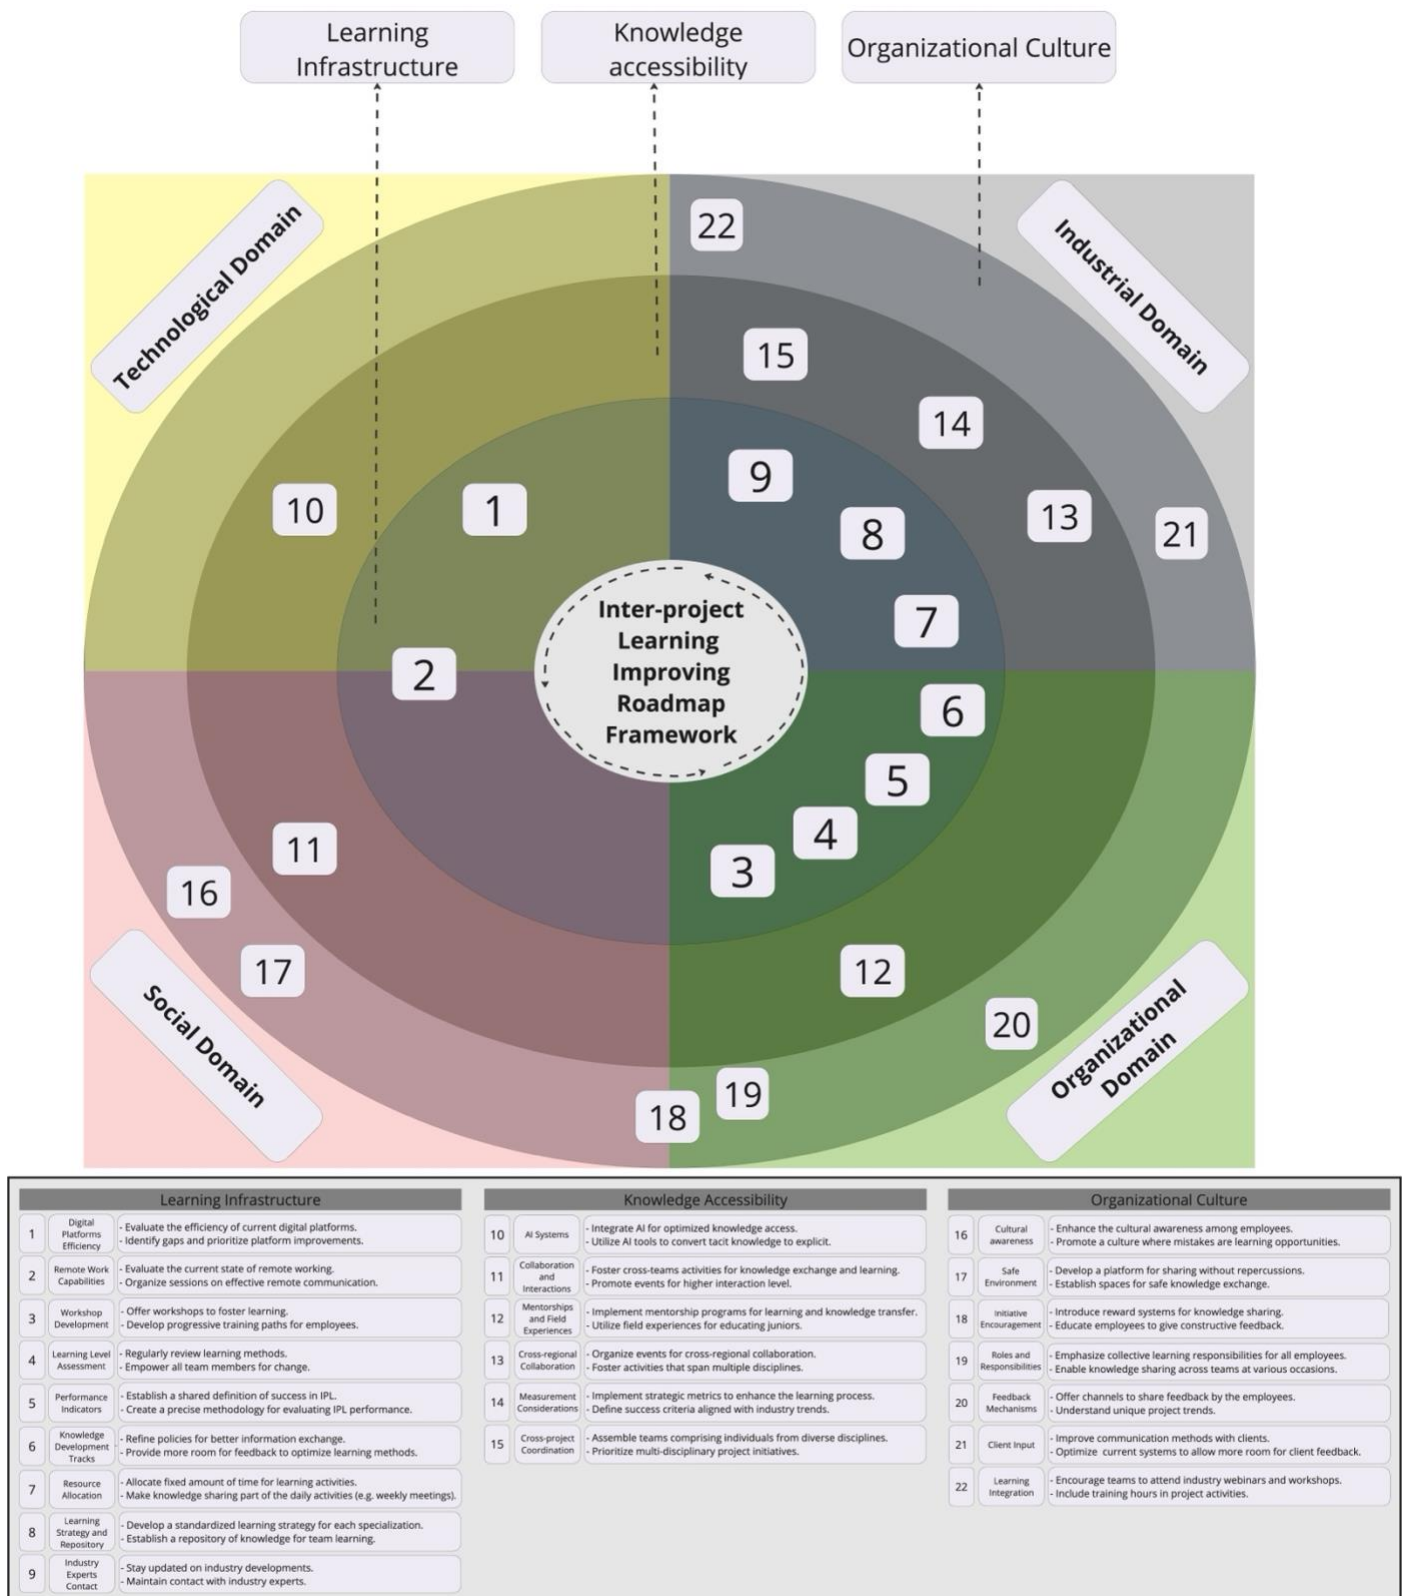 Learning
Infrastructure
Knowledge
accessibility
Organizational Culture
Technological Domain
Industrial Domain
22
15
14
9
10
1
13
21
8
7
Inter-project
Learning
Improving
Roadmap
Framework
2
6
5
4
3
11
16
17
12
20
19
18
Social Domain
Organizational
Domain
Learning Infrastructure
1
Digital
Platforms
Efficiency
- Evaluate the efficiency of current digital platforms.
- Identify gaps and prioritize platform improvements.
2
Remote Work
Capabilities
- Evaluate the current state of remote working.
- Organize sessions on effective remote communication.
3
Workshop
Development
- Offer workshops to foster learning.
- Develop progressive training paths for employees.
4
Learning Level
Assessment
- Regularly review learning methods.
- Empower all team members for change.
5
Performance
Indicators
- Establish a shared definition of success in IPL.
- Create a precise methodology for evaluating IPL performance.
6
Knowledge
Development
Tracks
- Refine policies for better information exchange.
- Provide more room for feedback to optimize learning methods.
7
Resource
Allocation
- Allocate fixed amount of time for learning activities.
- Make knowledge sharing part of the daily activities (e.g. weekly meetings).
8
Learning
Strategy and
Repository
- Develop a standardized learning strategy for each specialization.
- Establish a repository of knowledge for team learning.
9
Industry
Experts
Contact
- Stay updated on industry developments.
- Maintain contact with industry experts.
Knowledge Accessibility
10
AI Systems
- Integrate AI for optimized knowledge access.
- Utilize AI tools to convert tacit knowledge to explicit.
11
Collaboration
and
Interactions
- Foster cross-teams activities for knowledge exchange and learning.
- Promote events for higher interaction level.
12
Mentorships
and Field
Experiences
- Implement mentorship programs for learning and knowledge transfer.
- Utilize field experiences for educating juniors.
13
Cross-regional
Collaboration
- Organize events for cross-regional collaboration.
- Foster activities that span multiple disciplines.
14
Measurement
Considerations
- Implement strategic metrics to enhance the learning process.
- Define success criteria aligned with industry trends.
15
Cross-project
Coordination
- Assemble teams comprising individuals from diverse disciplines.
- Prioritize multi-disciplinary project initiatives.
Organizational Culture
16
Cultural
awareness
- Enhance the cultural awareness among employees.
- Promote a culture where mistakes are learning opportunities.
17
Safe
Environment
- Develop a platform for sharing without repercussions.
- Establish spaces for safe knowledge exchange.
18
Initiative
Encouragement
- Introduce reward systems for knowledge sharing.
- Educate employees to give constructive feedback.
19
Roles and
Responsibilities
- Emphasize collective learning responsibilities for all employees.
- Enable knowledge sharing across teams at various occasions.
20
Feedback
Mechanisms
- Offer channels to share feedback by the employees.
- Understand unique project trends.
21
Client Input
- Improve communication methods with clients.
- Optimize current systems to allow more room for client feedback.
22
Learning
Integration
- Encourage teams to attend industry webinars and workshops.
- Include training hours in project activities.